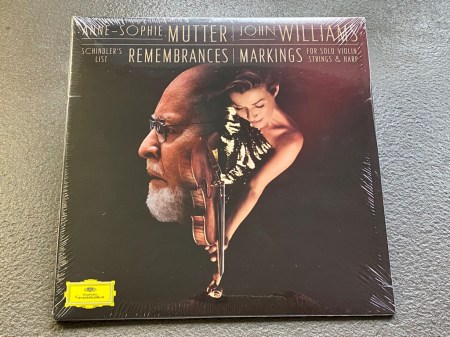 ANNE-SOPHIE MUTTER | JOHN WILLIAMS
SCHINDLER'S LIST REMEMBRANCES | MARKINGS FOR SOLO VIOLIN, STRINGS & HARP
Deutsche
Grammophon